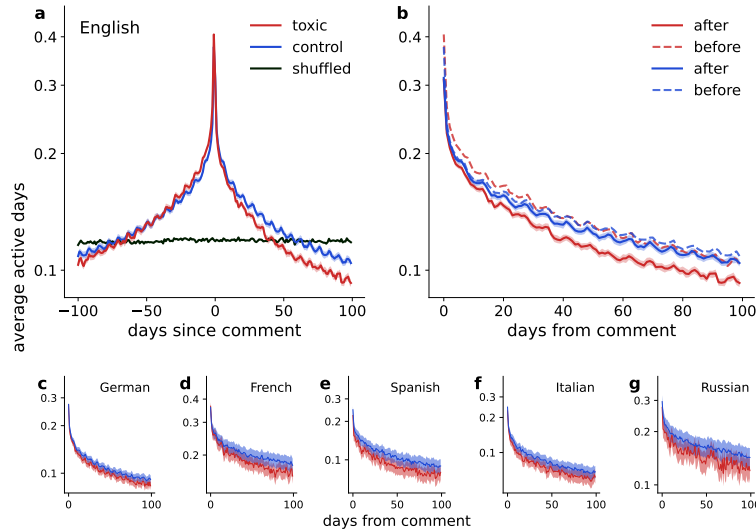 a
English
toxic
control
shuffled
0.4
0.3
0.2
0.1
−100
−50
0
50
100
days since comment
average active days
b
after
before
after
before
0.4
0.3
0.2
0.1
0
20
40
60
80
100
days from comment
c
German
0.3
0.2
0.1
0
100
d
French
0.4
0.3
0.2
0
100
e
Spanish
0.3
0.2
0.1
0
50
100
f
Italian
0.3
0.2
0.1
0
100
g
Russian
0.3
0.2
0.1
0
50
100
days from comment